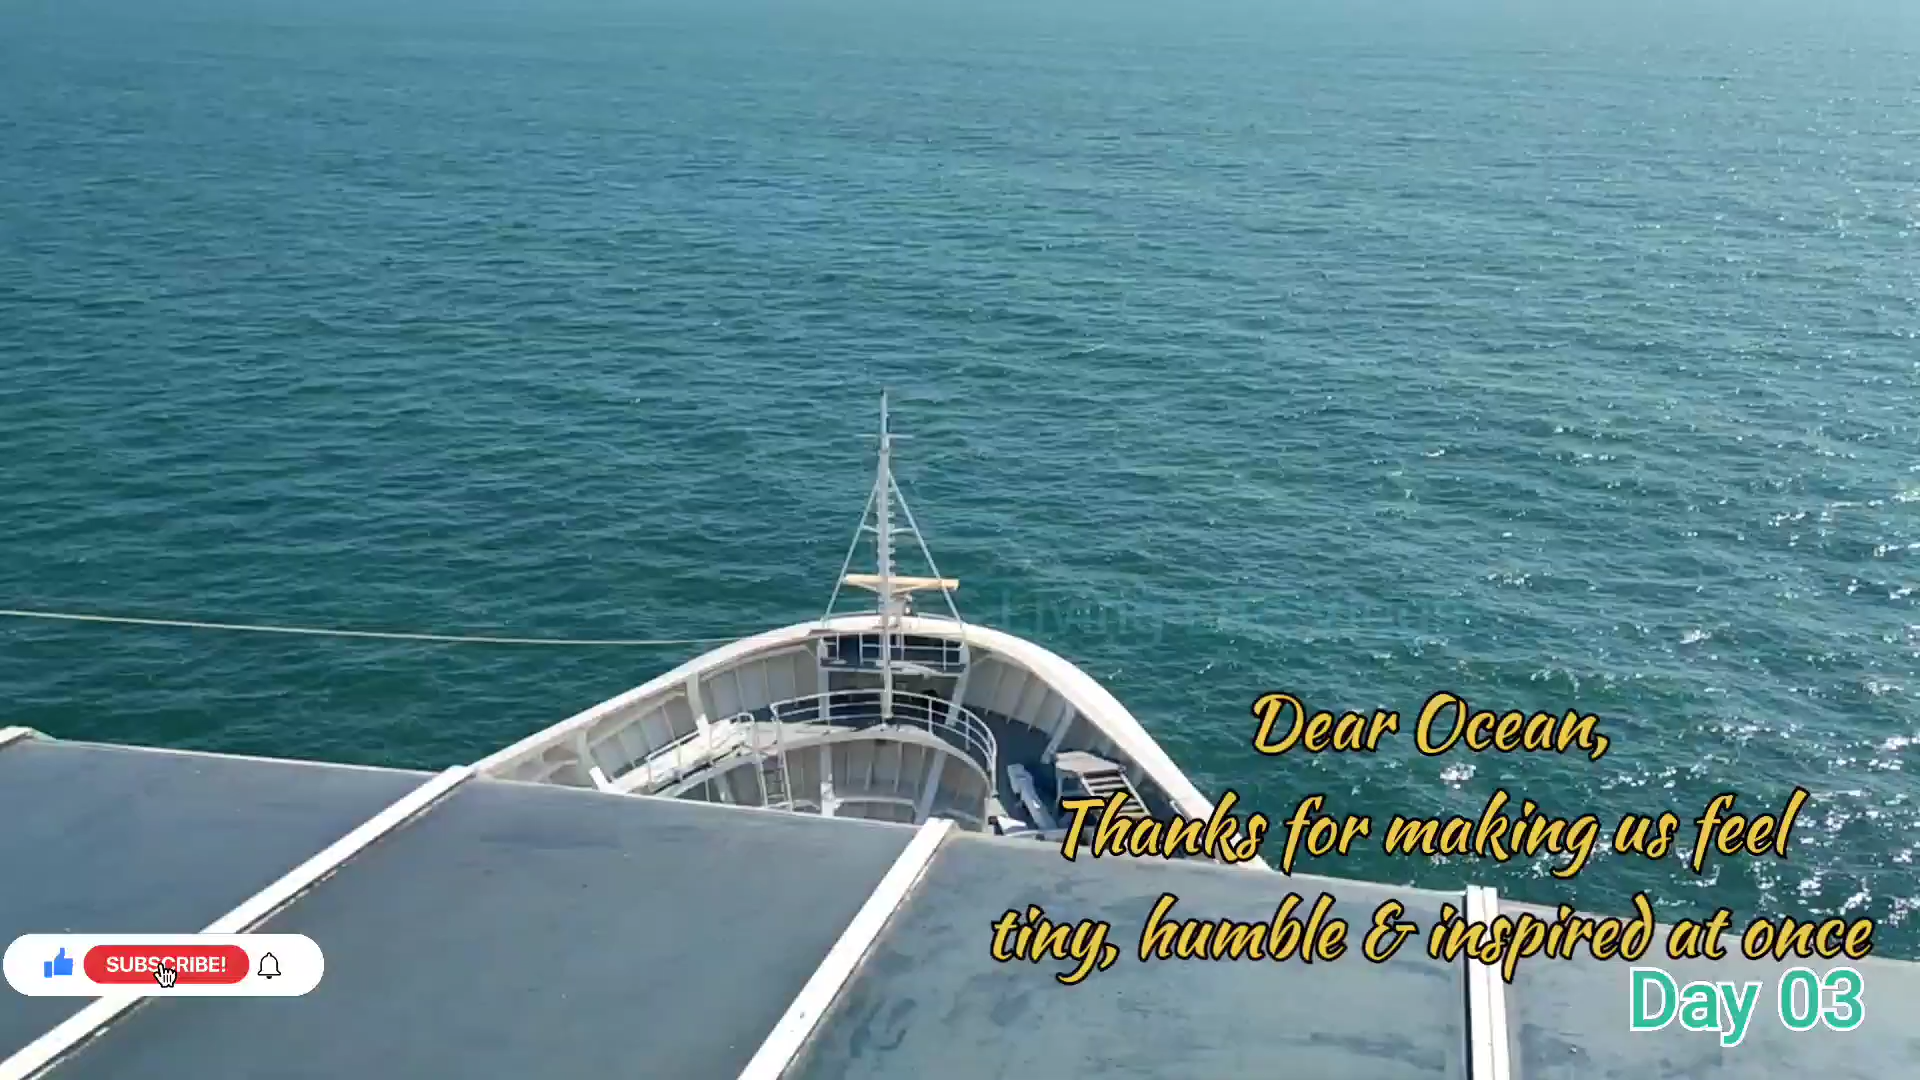 Dear Ocean,
Thanks for making us feel
tiny, humble & inspired at once
SUBSCRIBE!
Day 03